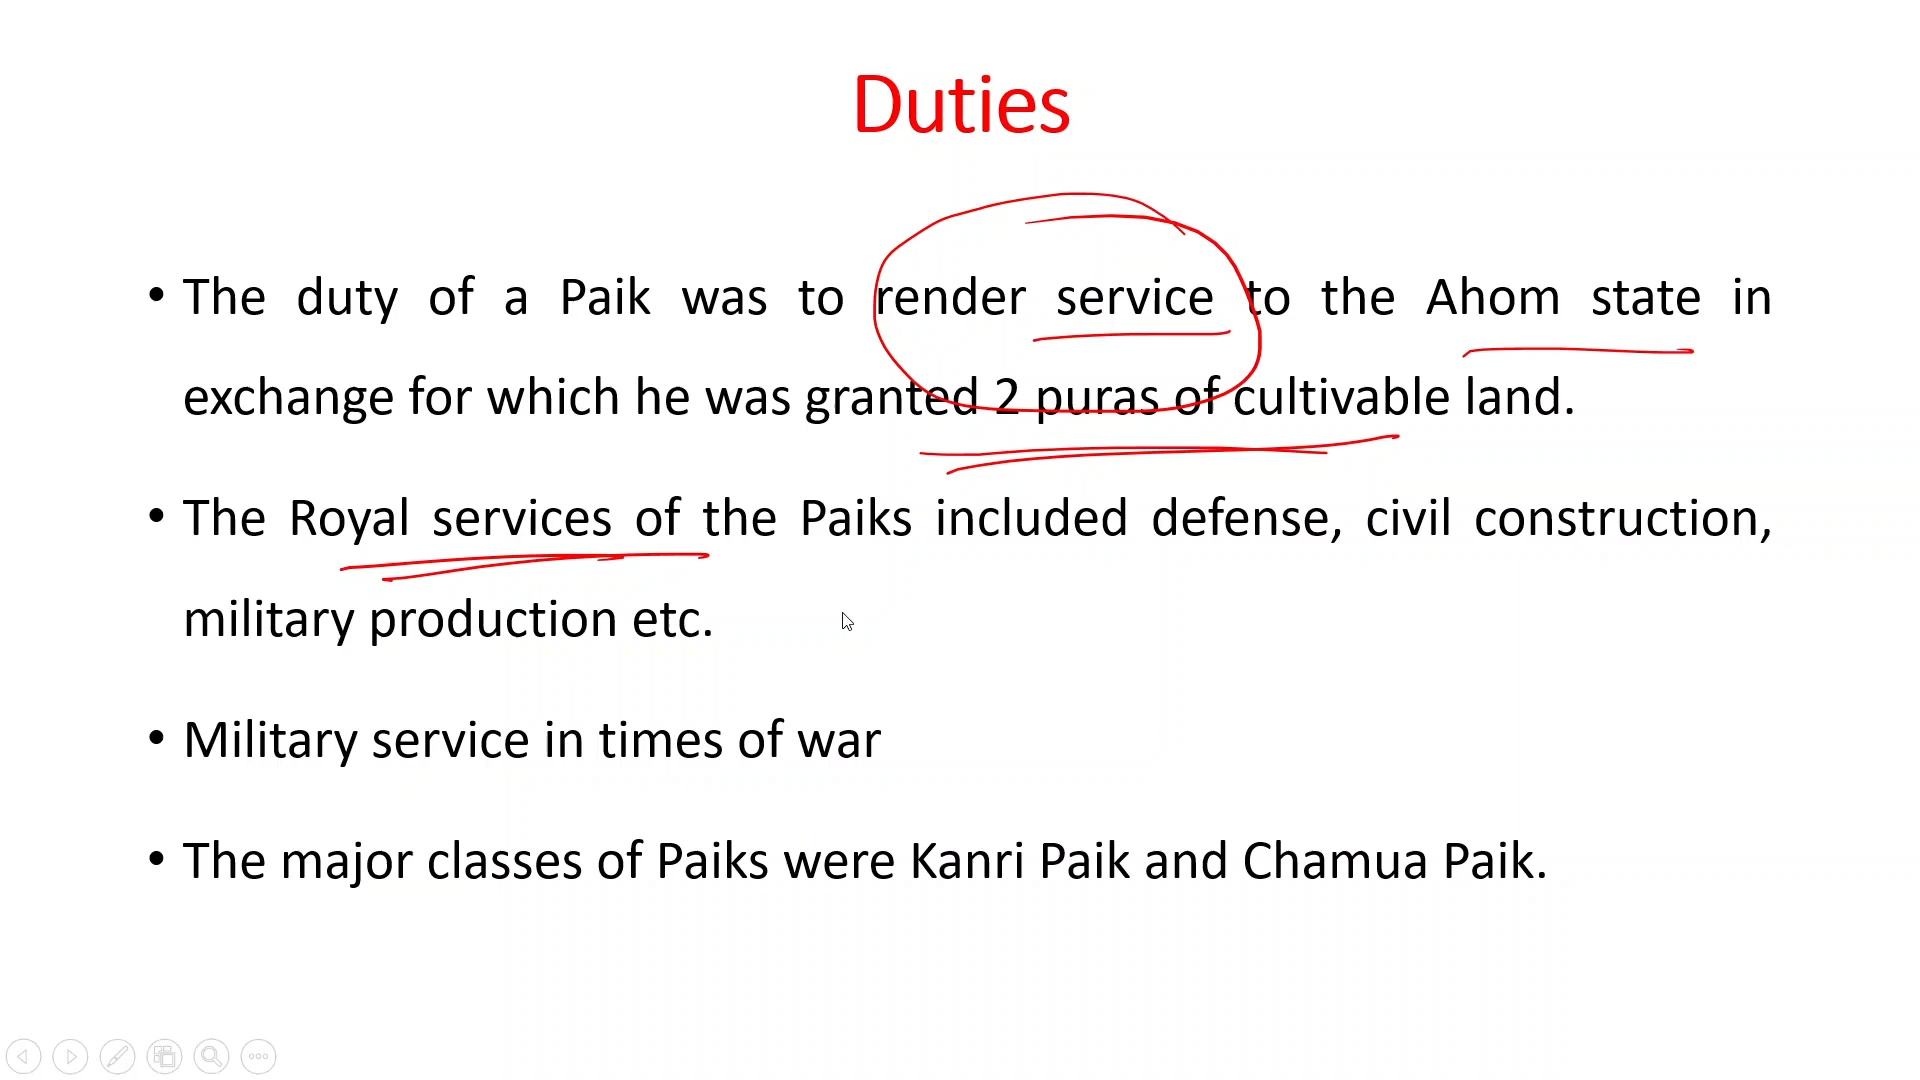 Duties
• The duty of a Paik was to render service to the Ahom state in
exchange for which he was granted 2 puras of cultivable land.
• The Royal services of the Paiks included defense, civil construction,
military production etc.
• Military service in times of war
• The major classes of Paiks were Kanri Paik and Chamua Paik.